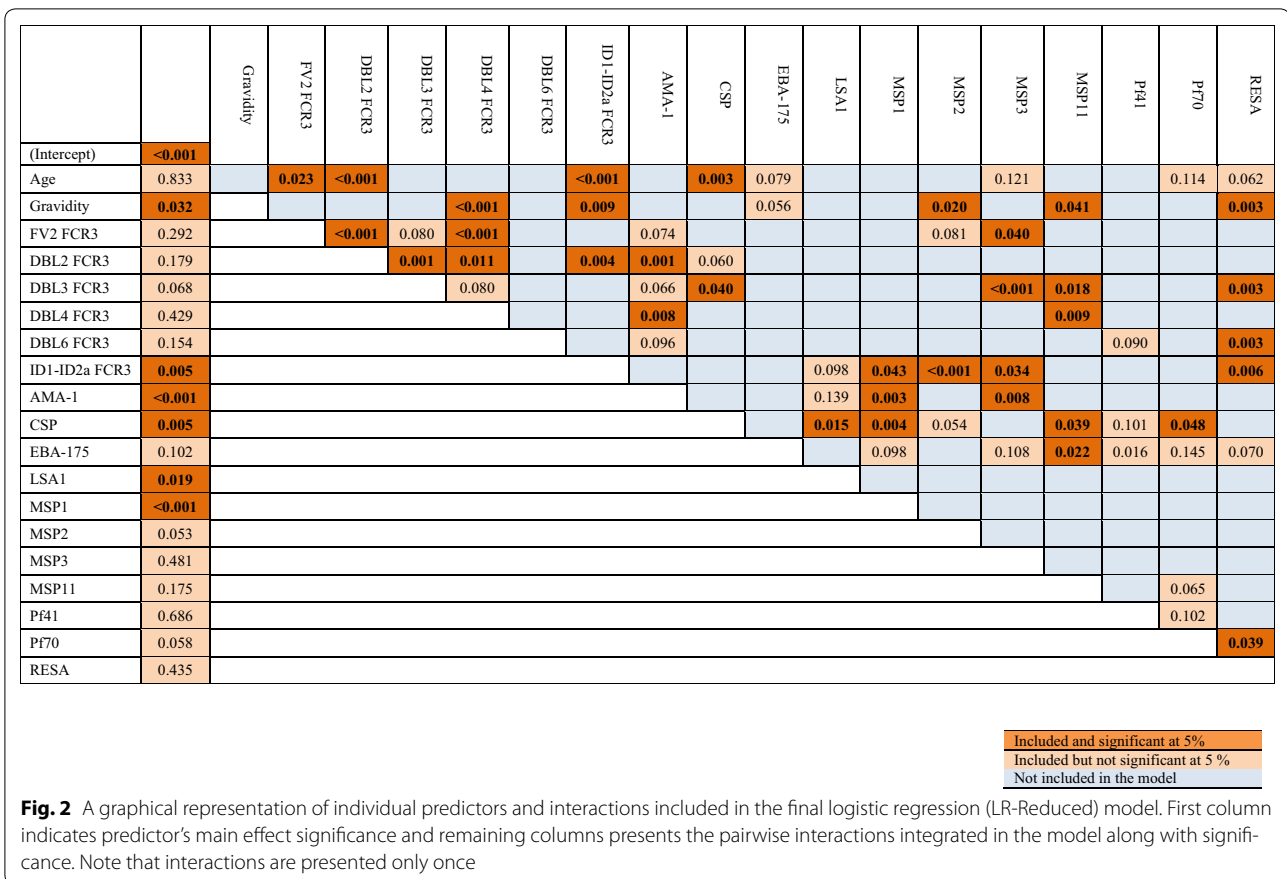 Gravidity FV2 FCR3 DBL2 FCR3 DBL3 FCR3 DBL4 FCR3 DBL6 FCR3 ID1-ID2a FCR3 AMA-1 CSP EBA-175 LSA1 MSP1 MSP2 MSP3 MSP11 Pf41 Pf70 RESA
(Intercept) <0.001
Age 0.833 0.023 <0.001 <0.001 0.003 0.079 0.121 0.114 0.062
Gravidity 0.032 <0.001 0.009 0.056 0.020 0.041 0.003
FV2 FCR3 0.292 <0.001 0.080 <0.001 0.074 0.081 0.040
DBL2 FCR3 0.179 0.001 0.011 0.004 0.001 0.060
DBL3 FCR3 0.068 0.080 0.066 0.040 <0.001 0.018 0.003
DBL4 FCR3 0.429 0.008 0.009
DBL6 FCR3 0.154 0.096 0.090 0.003
ID1-ID2a FCR3 0.005 0.098 0.043 <0.001 0.034 0.006
AMA-1 <0.001 0.139 0.003 0.008
CSP 0.005 0.015 0.004 0.054 0.039 0.101 0.048
EBA-175 0.102 0.098 0.108 0.022 0.016 0.145 0.070
LSA1 0.019
MSP1 <0.001
MSP2 0.053
MSP3 0.481
MSP11 0.175 0.065
Pf41 0.686 0.102
Pf70 0.058 0.039
RESA 0.435
Included and significant at 5%
Included but not significant at 5 %
Not included in the model
Fig. 2 A graphical representation of individual predictors and interactions included in the final logistic regression (LR-Reduced) model. First column
indicates predictor's main effect significance and remaining columns presents the pairwise interactions integrated in the model along with signifi-
cance. Note that interactions are presented only once